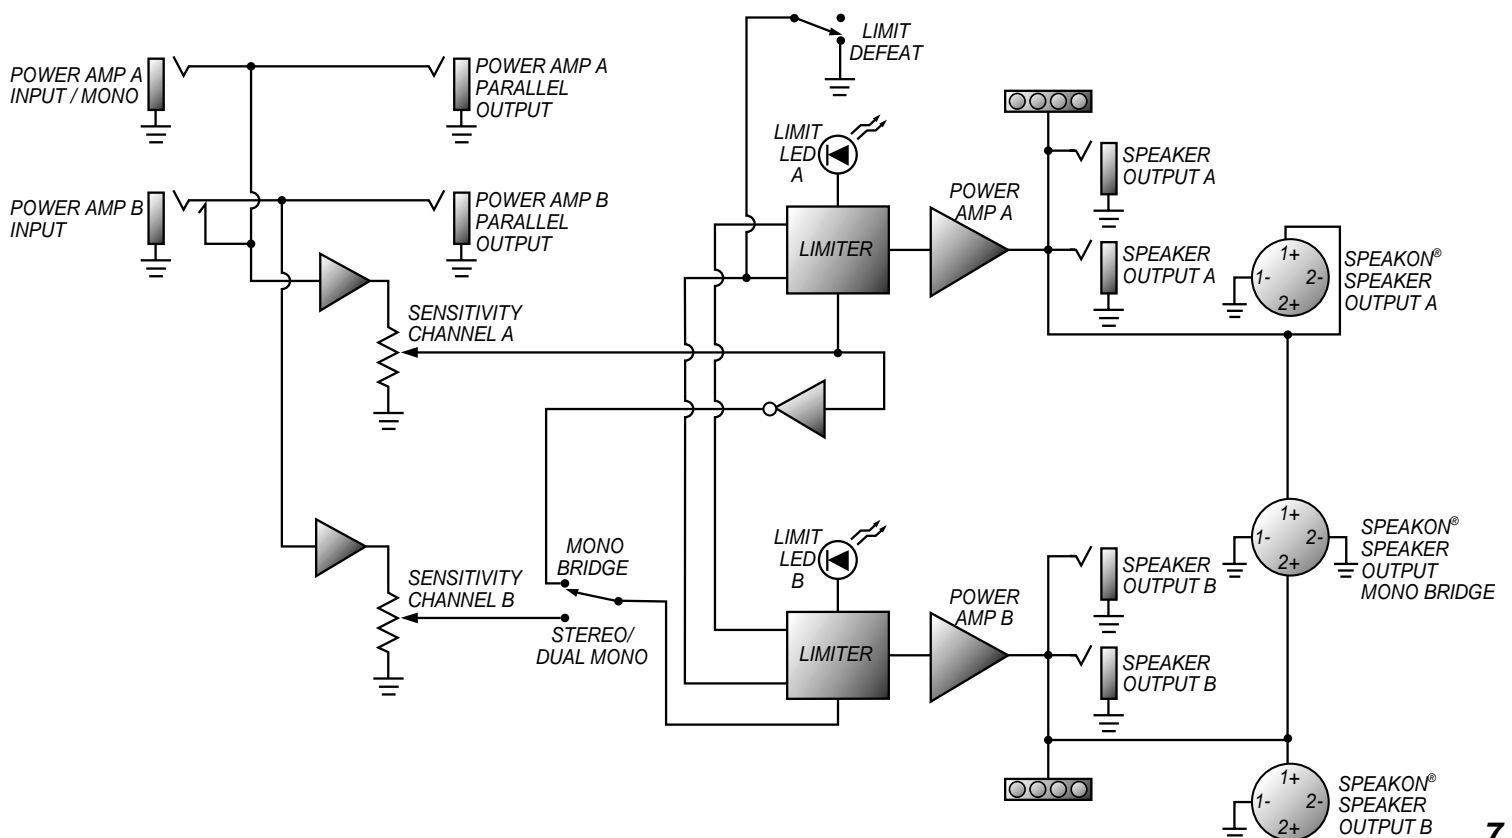 LIMIT
DEFEAT
POWER AMP A
INPUT / MONO
POWER AMP A
PARALLEL
OUTPUT
LIMIT
LED
A
SPEAKER
OUTPUT A
POWER
AMP A
POWER AMP B
INPUT
POWER AMP B
PARALLEL
OUTPUT
LIMITER
SPEAKER
OUTPUT A
1+
1-
2-
2+
SPEAKON®
SPEAKER
OUTPUT A
SENSITIVITY
CHANNEL A
MONO
BRIDGE
LIMIT
LED
B
1+
1-
2-
2+
SPEAKON®
SPEAKER
OUTPUT
MONO BRIDGE
SENSITIVITY
CHANNEL B
STEREO/
DUAL MONO
POWER
AMP B
SPEAKER
OUTPUT B
LIMITER
SPEAKER
OUTPUT B
1+
1-
2-
2+
SPEAKON®
SPEAKER
OUTPUT B
7